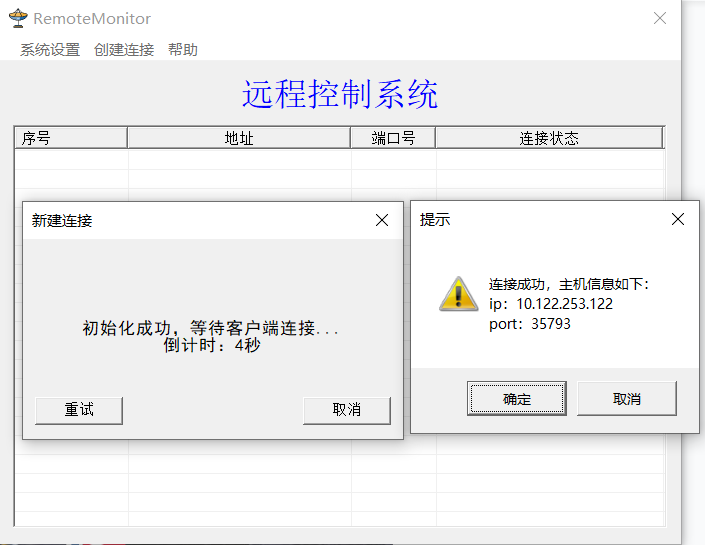 RemoteMonitor
系统设置 创建连接 帮助
远程控制系统
序号 地址 端口号 连接状态
新建连接
初始化成功，等待客户端连接...
倒计时：4秒
重试 取消
提示
连接成功，主机信息如下：
ip：10.122.253.122
port：35793
确定 取消